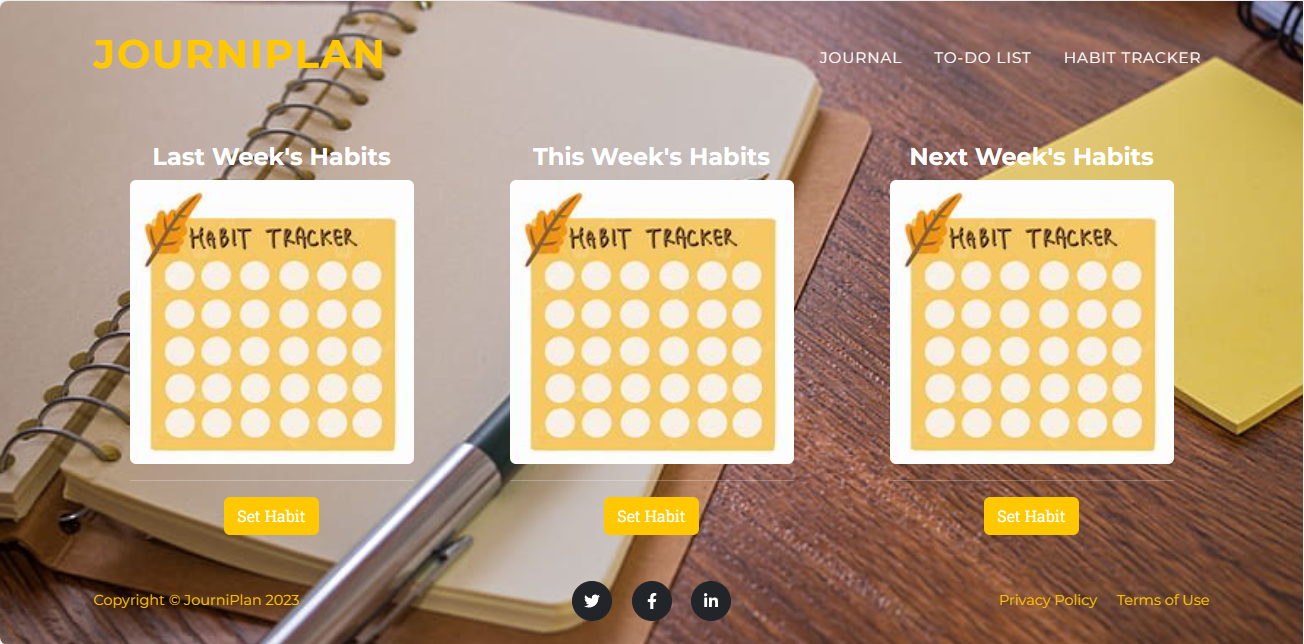 JOURNIPLAN
JOURNAL TO-DO LIST HABIT TRACKER
Last Week's Habits
This Week's Habits
Next Week's Habits
HABIT TRACKER
HABIT TRACKER
HABIT TRACKER
Set Habit
Set Habit
Set Habit
Copyright © JourniPlan 2023
Privacy Policy Terms of Use